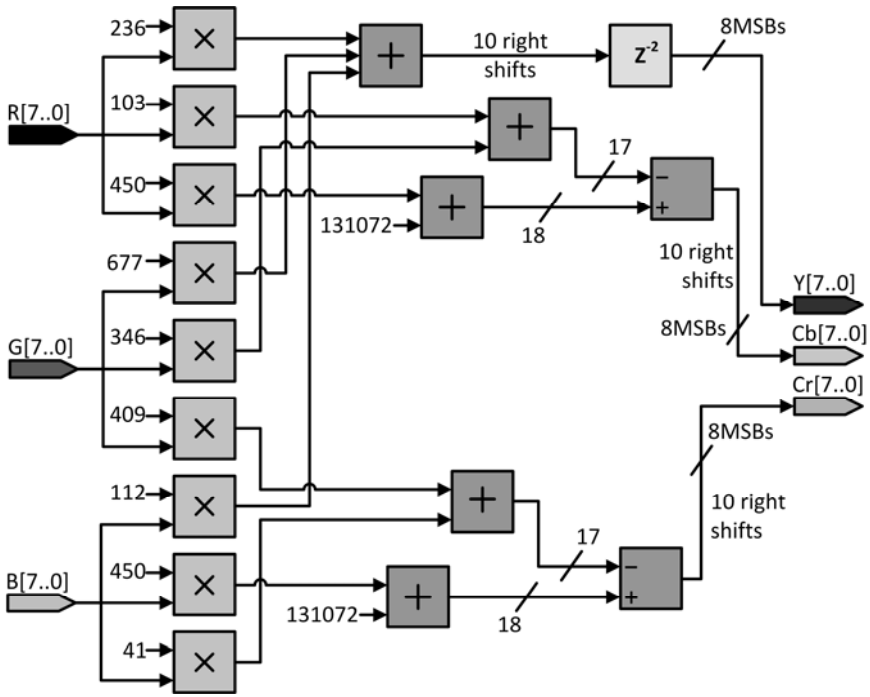 236
×
+
10 right
shifts
Z⁻²
8MSBs
R[7..0]
103
×
+
17
−
+
450
×
+
131072
18
10 right
shifts
677
×
Y[7..0]
8MSBs
Cb[7..0]
G[7..0]
346
×
Cr[7..0]
409
×
8MSBs
112
×
+
10 right
shifts
17
−
+
B[7..0]
450
×
+
131072
18
41
×